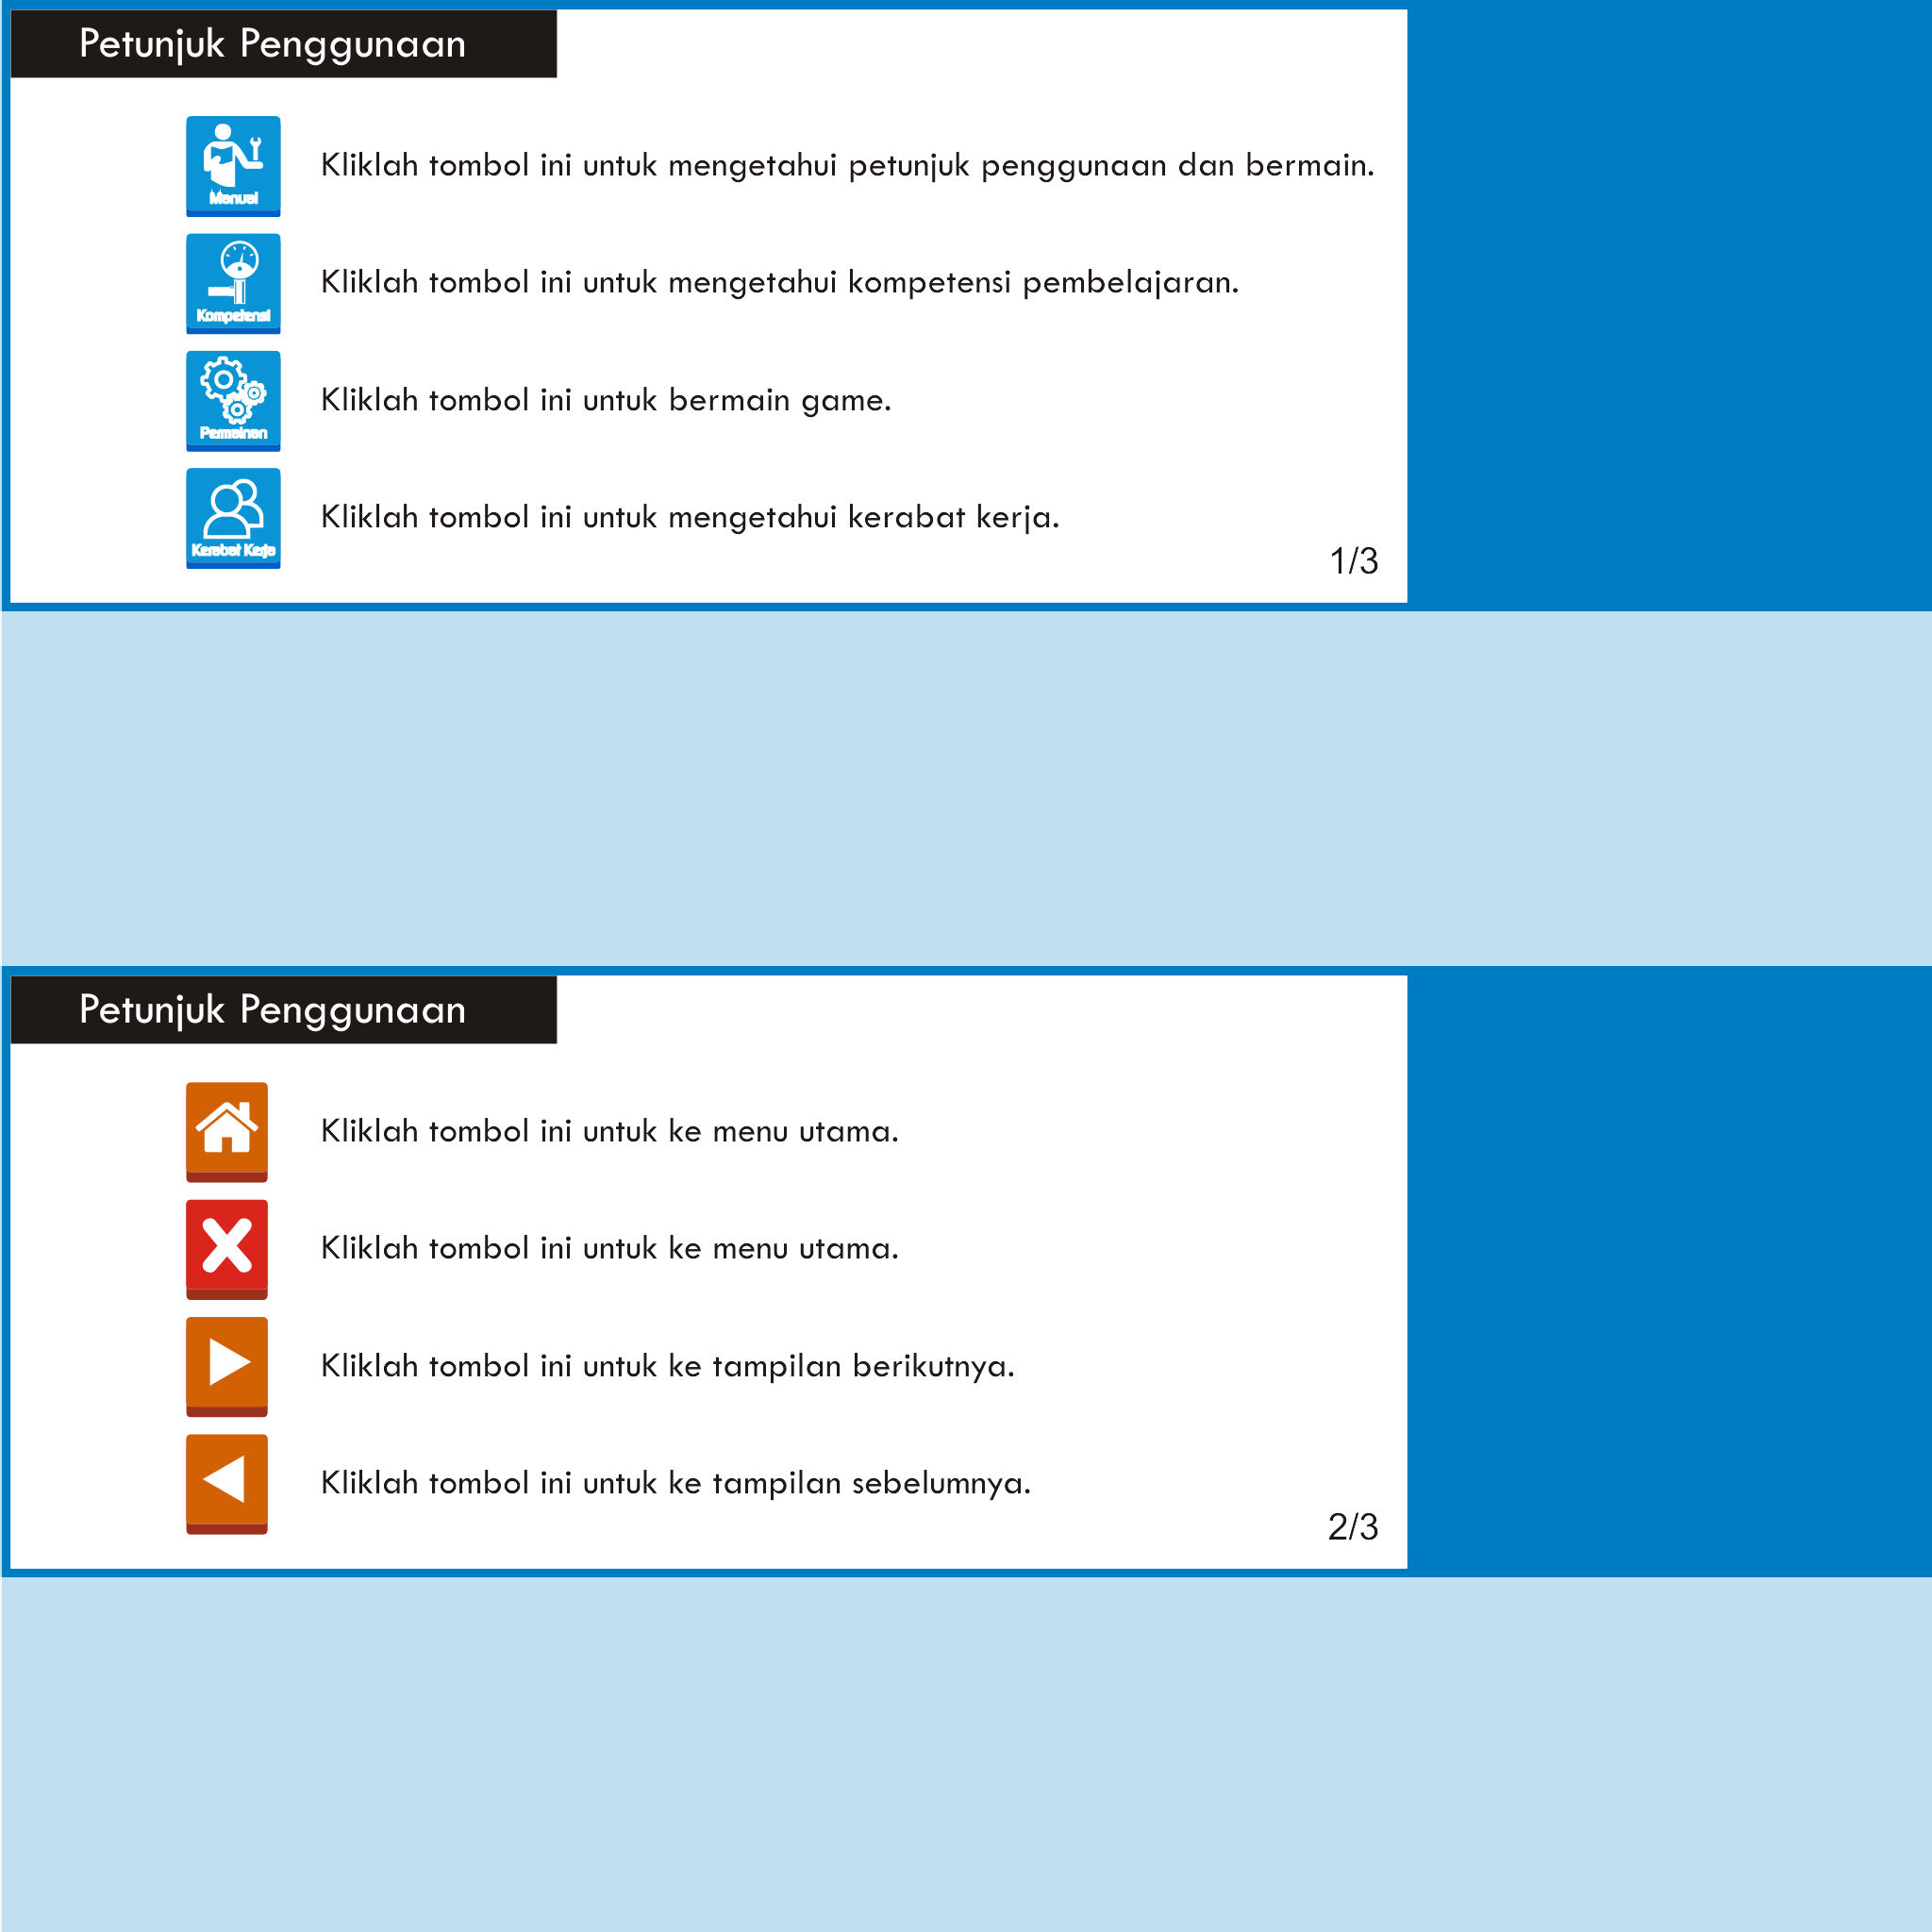 Petunjuk Penggunaan
Manual
Kliklah tombol ini untuk mengetahui petunjuk penggunaan dan bermain.
Kompetensi
Kliklah tombol ini untuk mengetahui kompetensi pembelajaran.
Pemainan
Kliklah tombol ini untuk bermain game.
Kerabat Kerja
Kliklah tombol ini untuk mengetahui kerabat kerja.
1/3
Petunjuk Penggunaan
Kliklah tombol ini untuk ke menu utama.
Kliklah tombol ini untuk ke menu utama.
Kliklah tombol ini untuk ke tampilan berikutnya.
Kliklah tombol ini untuk ke tampilan sebelumnya.
2/3